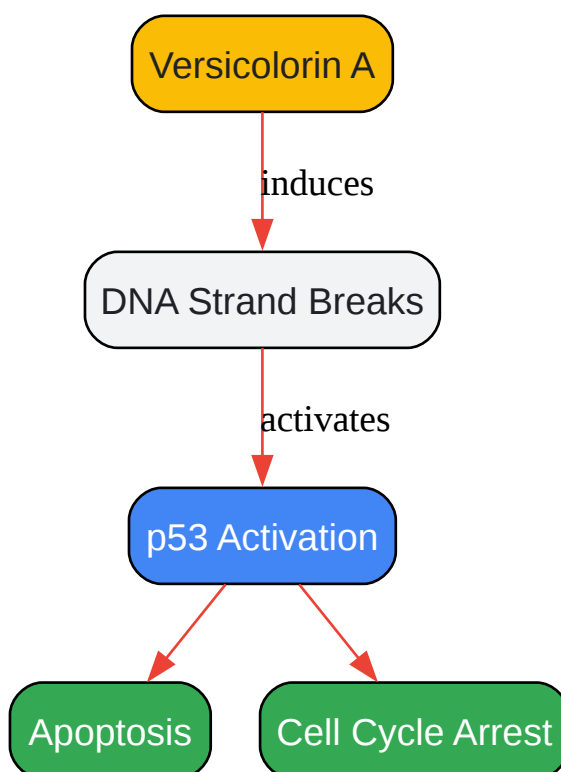 Versicolorin A
induces
DNA Strand Breaks
activates
p53 Activation
Apoptosis
Cell Cycle Arrest